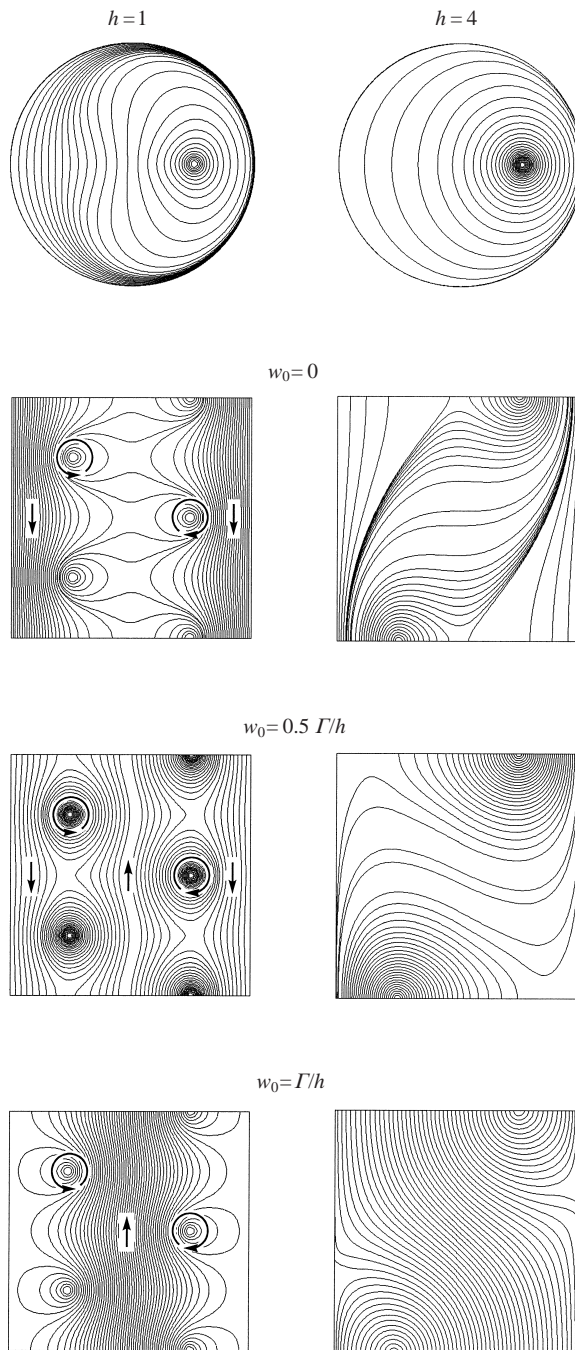 h = 1
h = 4
w₀ = 0
w₀ = 0.5 Γ/h
w₀ = Γ/h